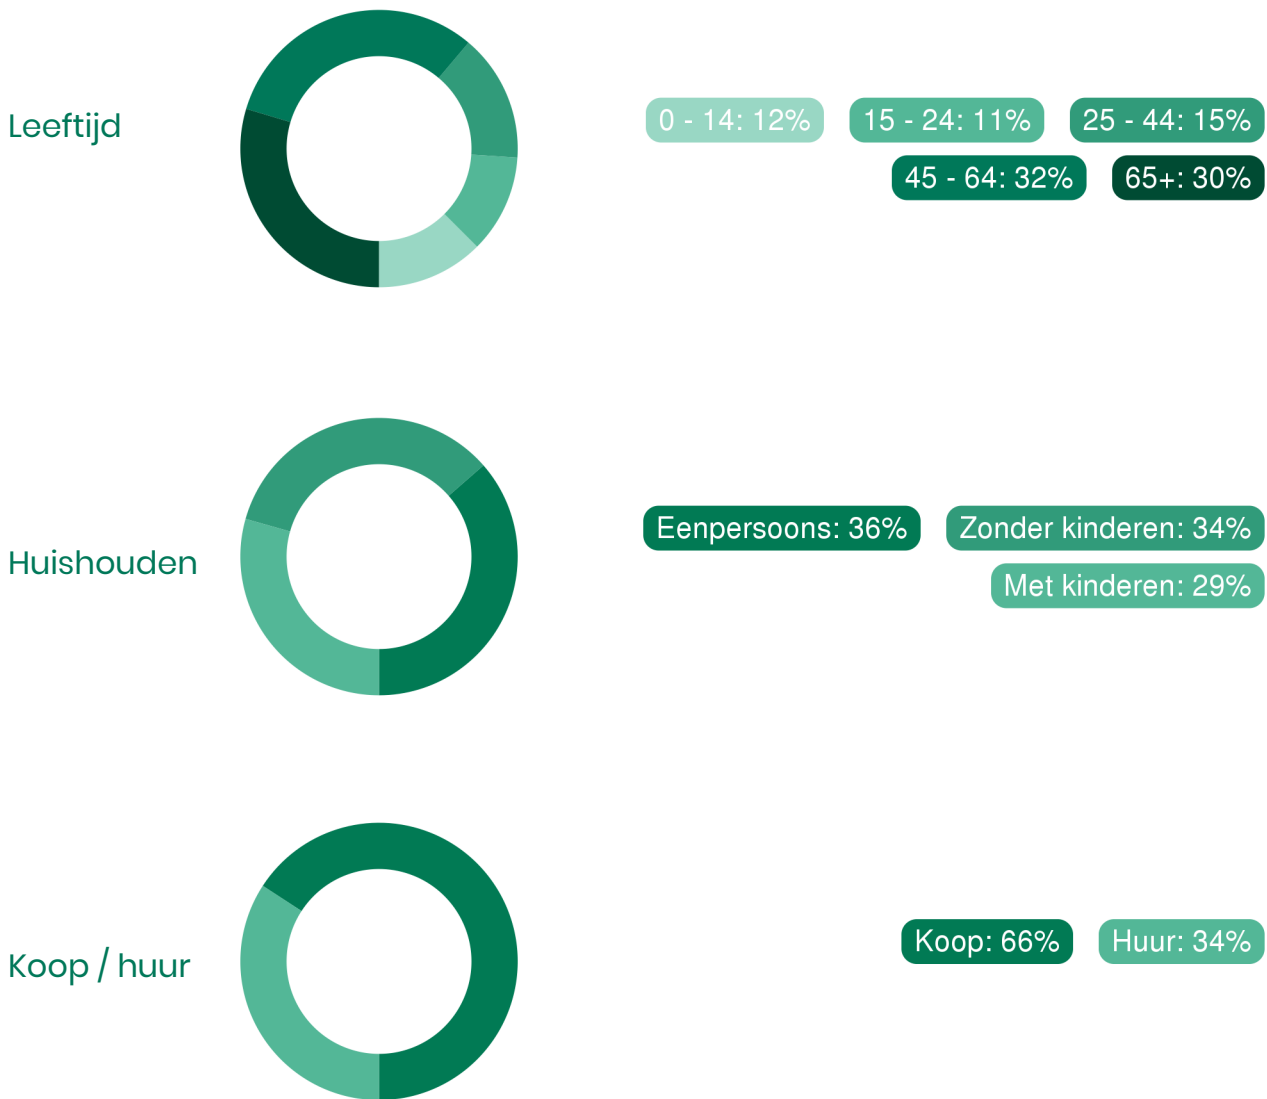 Leeftijd
0 - 14: 12% 15 - 24: 11% 25 - 44: 15%
45 - 64: 32% 65+: 30%
Huishouden
Eenpersoons: 36% Zonder kinderen: 34%
Met kinderen: 29%
Koop / huur
Koop: 66% Huur: 34%